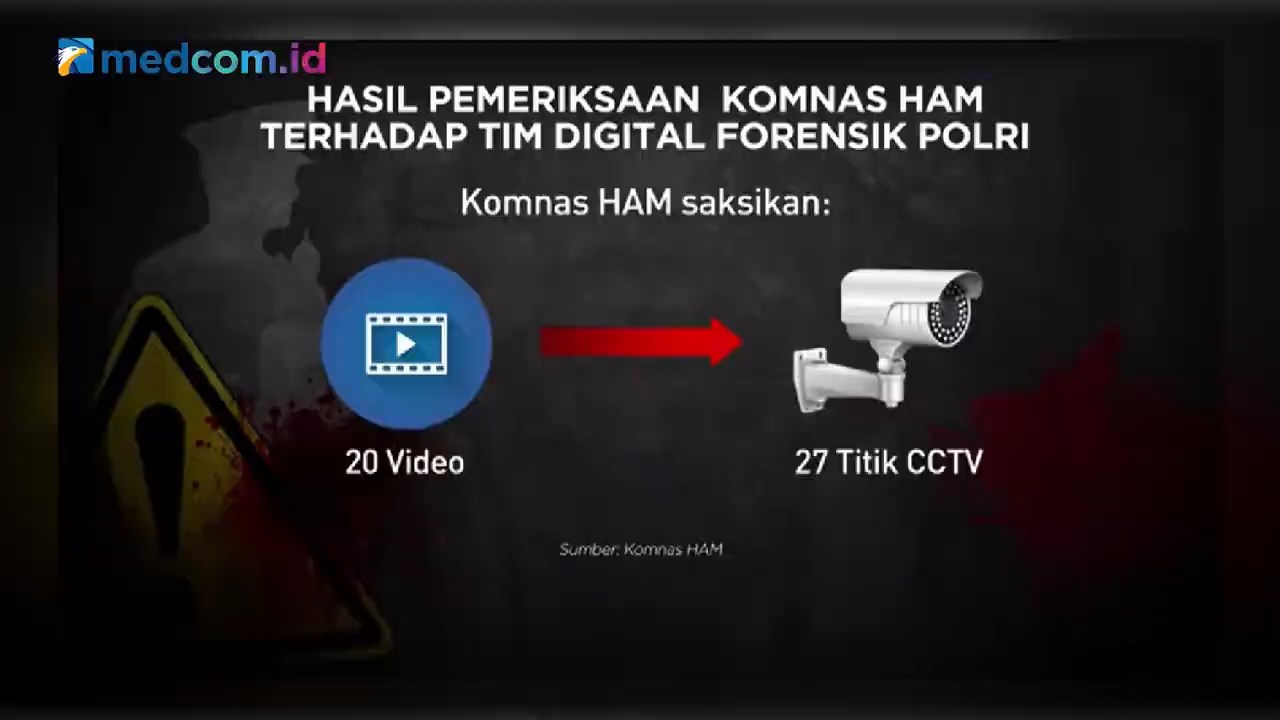 medcom.id
HASIL PEMERIKSAAN KOMNAS HAM
TERHADAP TIM DIGITAL FORENSIK POLRI
Komnas HAM saksikan:
20 Video
27 Titik CCTV
Sumber: Komnas HAM